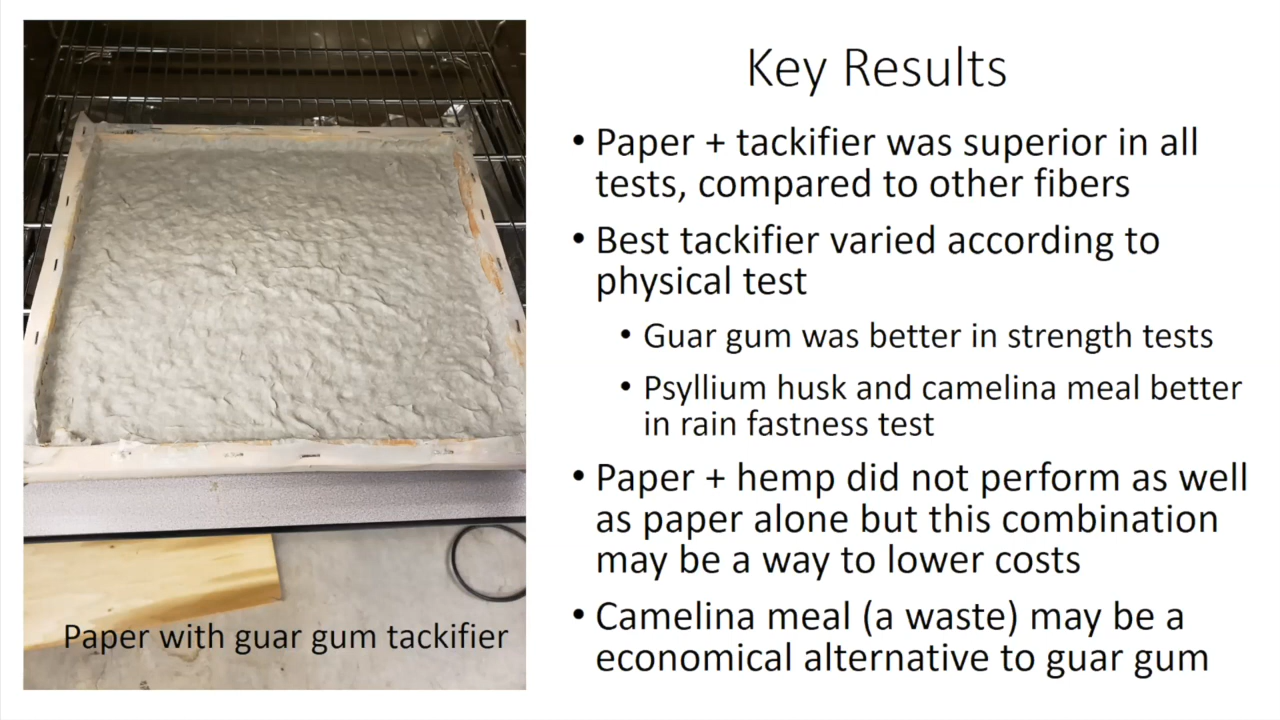 Key Results
• Paper + tackifier was superior in all
tests, compared to other fibers
• Best tackifier varied according to
physical test
• Guar gum was better in strength tests
• Psyllium husk and camelina meal better
in rain fastness test
• Paper + hemp did not perform as well
as paper alone but this combination
may be a way to lower costs
• Camelina meal (a waste) may be a
economical alternative to guar gum
Paper with guar gum tackifier